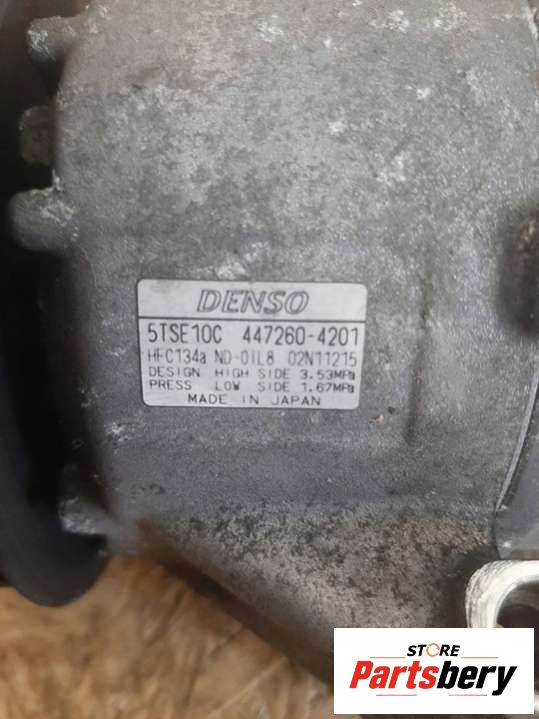 DENSO
5TSE10C 447260-4201
HFC134a ND-OIL8 02N11215
DESIGN HIGH SIDE 3.53MPa
PRESS LOW SIDE 1.67MPa
MADE IN JAPAN
STORE
Partsbery